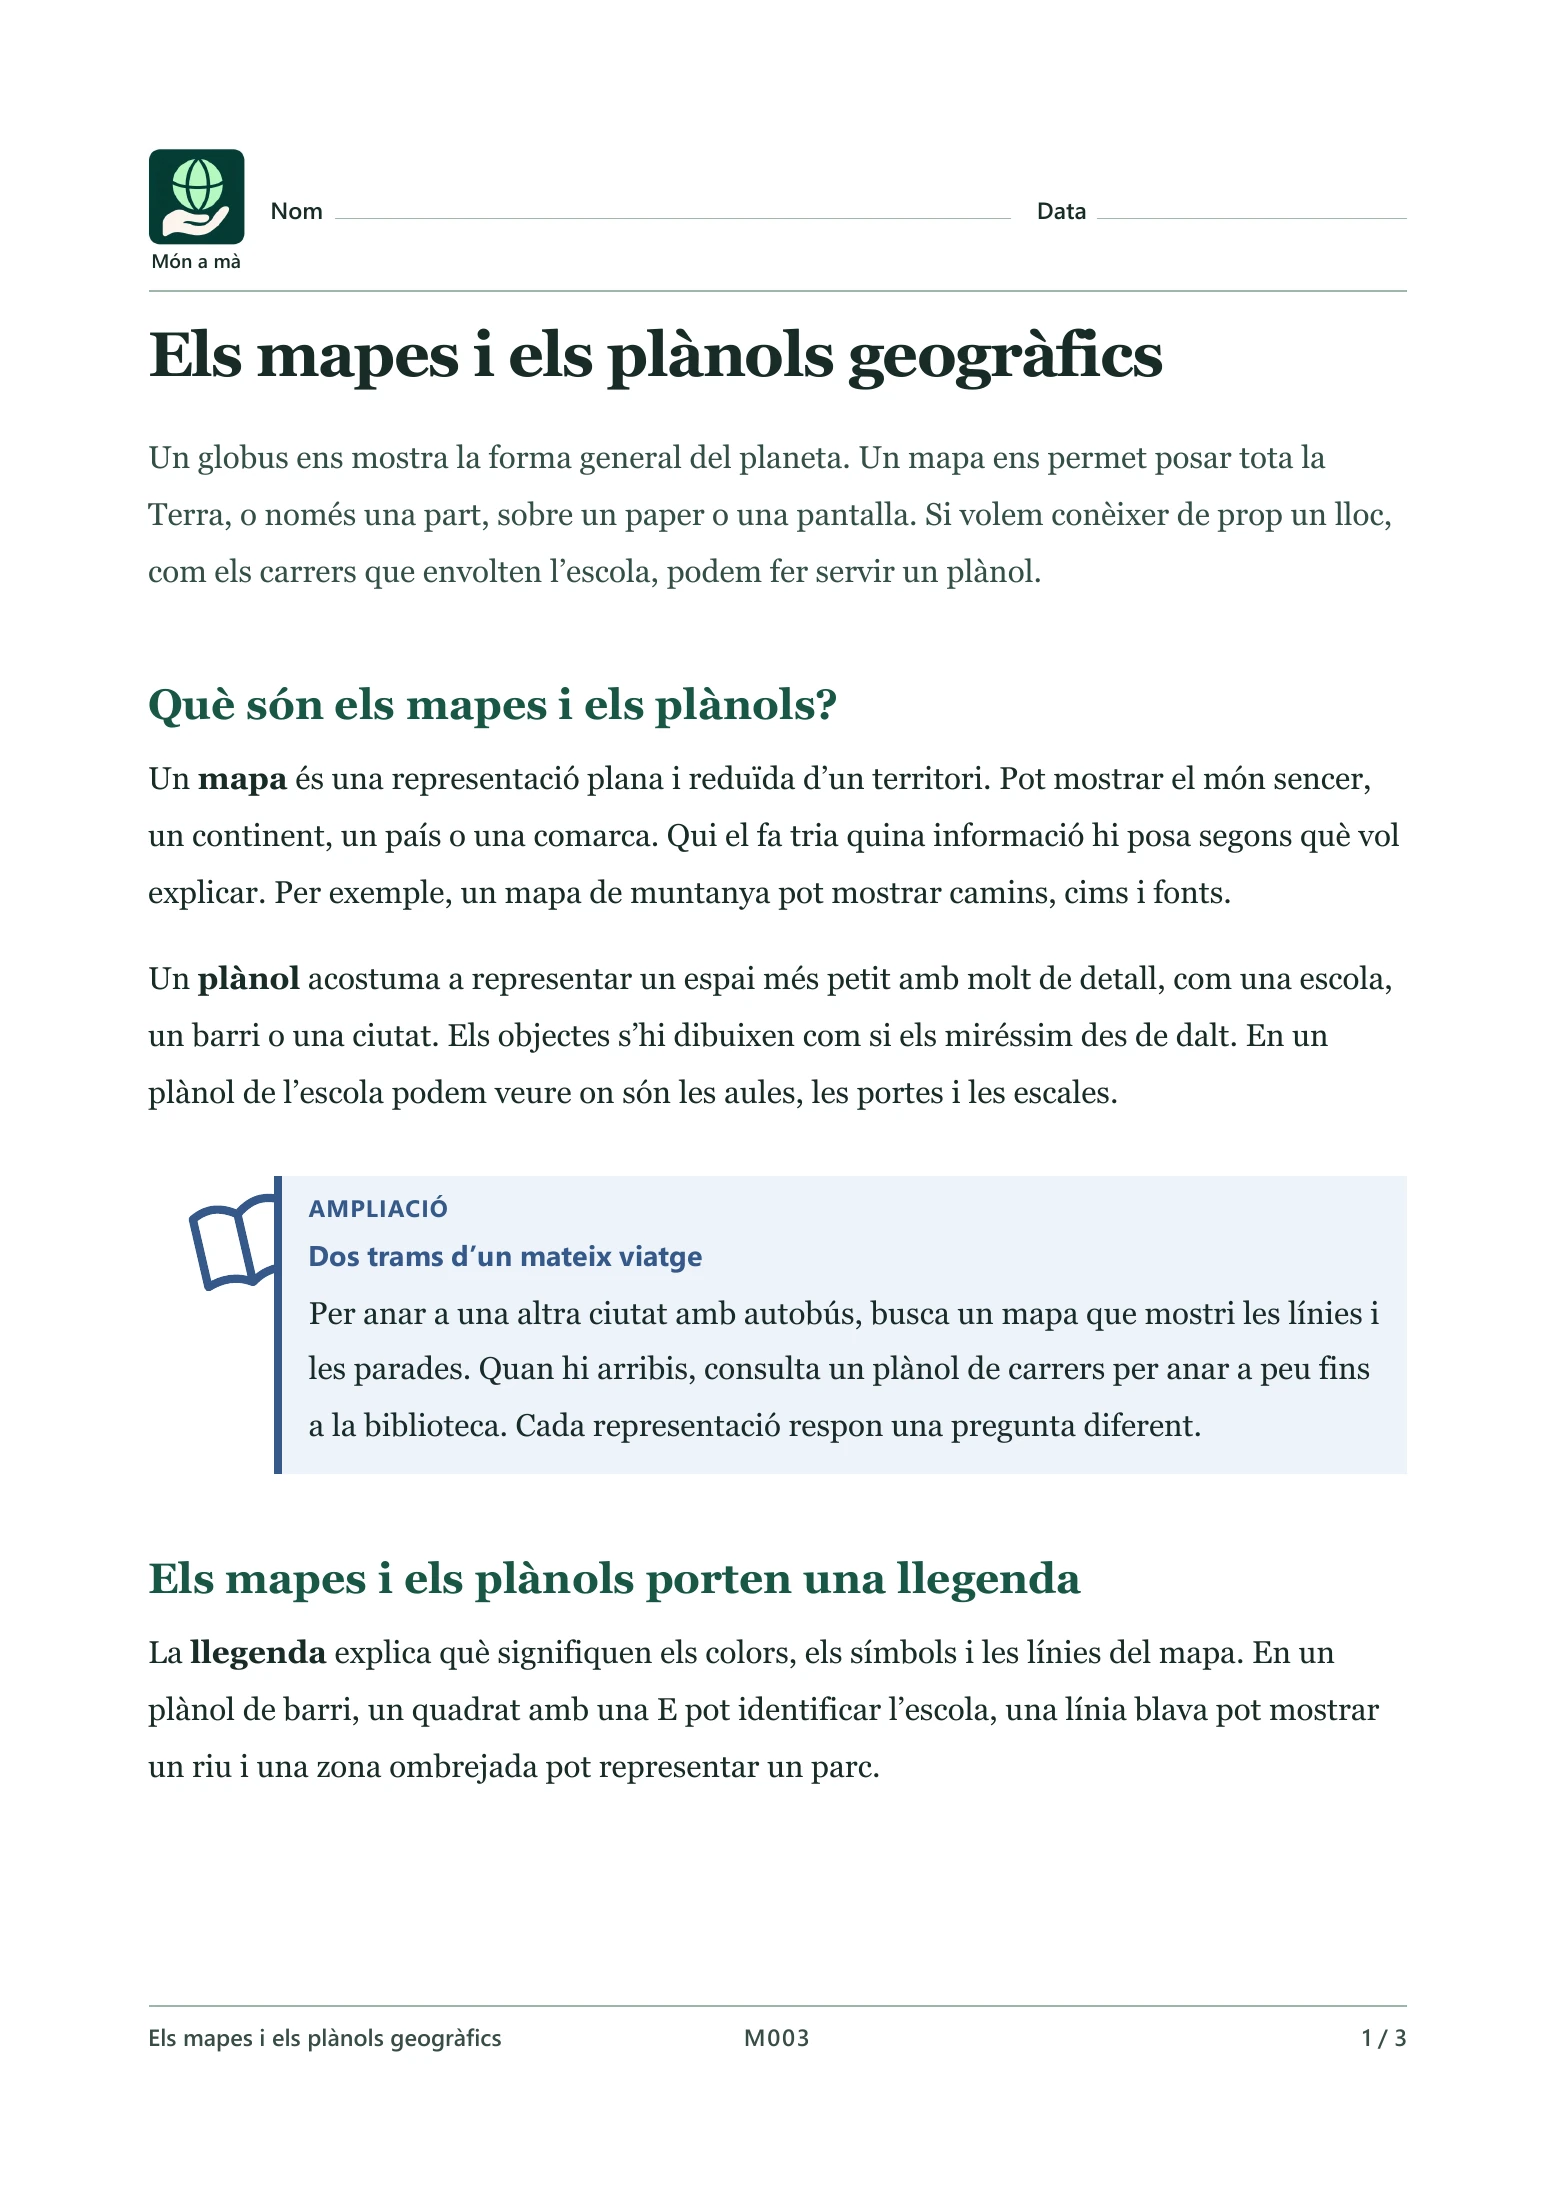 Món a mà
Nom
Data
Els mapes i els plànols geogràfics
Un globus ens mostra la forma general del planeta. Un mapa ens permet posar tota la
Terra, o només una part, sobre un paper o una pantalla. Si volem conèixer de prop un lloc,
com els carrers que envolten l’escola, podem fer servir un plànol.
Què són els mapes i els plànols?
Un mapa és una representació plana i reduïda d’un territori. Pot mostrar el món sencer,
un continent, un país o una comarca. Qui el fa tria quina informació hi posa segons què vol
explicar. Per exemple, un mapa de muntanya pot mostrar camins, cims i fonts.
Un plànol acostuma a representar un espai més petit amb molt de detall, com una escola,
un barri o una ciutat. Els objectes s’hi dibuixen com si els miréssim des de dalt. En un
plànol de l’escola podem veure on són les aules, les portes i les escales.
AMPLIACIÓ
Dos trams d’un mateix viatge
Per anar a una altra ciutat amb autobús, busca un mapa que mostri les línies i
les parades. Quan hi arribis, consulta un plànol de carrers per anar a peu fins
a la biblioteca. Cada representació respon una pregunta diferent.
Els mapes i els plànols porten una llegenda
La llegenda explica què signifiquen els colors, els símbols i les línies del mapa. En un
plànol de barri, un quadrat amb una E pot identificar l’escola, una línia blava pot mostrar
un riu i una zona ombrejada pot representar un parc.
Els mapes i els plànols geogràfics
M003
1 / 3